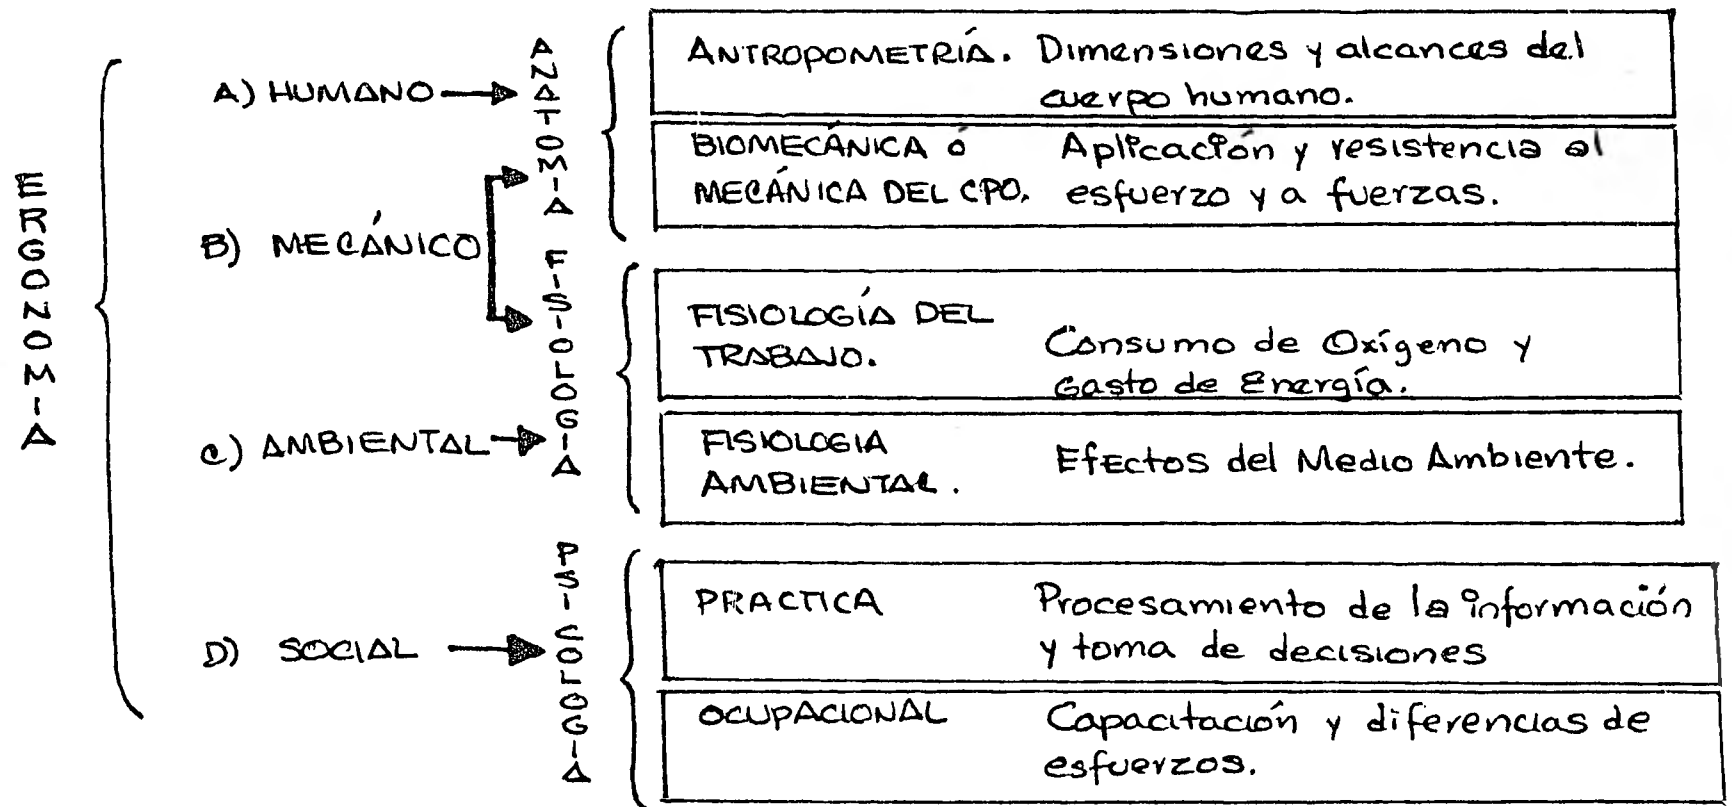 ERGONOMIA
A) HUMANO
B) MECÁNICO
C) AMBIENTAL
D) SOCIAL
ANATOMIA
ANTROPOMETRÍA. Dimensiones y alcances del
cuerpo humano.
BIOMECÁNICA Ó Aplicación y resistencia al
MECÁNICA DEL CPO. esfuerzo y a fuerzas.
FISIOLOGIA
FISIOLOGÍA DEL
TRABAJO. Consumo de Oxígeno y
Gasto de Energía.
FISIOLOGIA Efectos del Medio Ambiente.
AMBIENTAL.
PSICOLOGIA
PRACTICA Procesamiento de la información
y toma de decisiones
OCUPACIONAL Capacitación y diferencias de
esfuerzos.